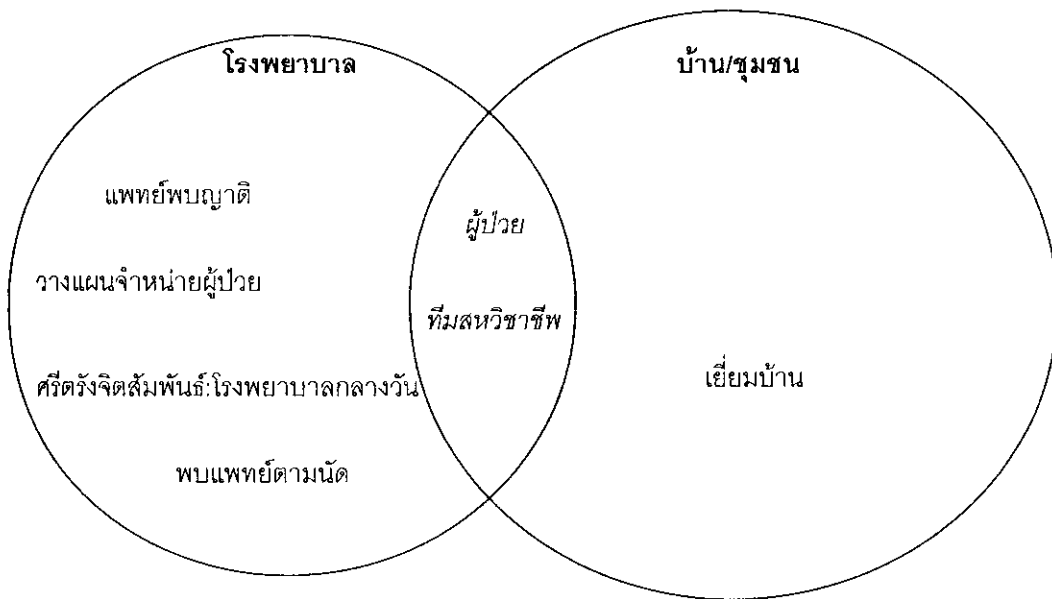 โรงพยาบาล
บ้าน/ชุมชน
แพทย์พบญาติ
ผู้ป่วย
วางแผนจำหน่ายผู้ป่วย
ทีมสหวิชาชีพ
ศรีตรังจิตสัมพันธ์:โรงพยาบาลกลางวัน
เยี่ยมบ้าน
พบแพทย์ตามนัด